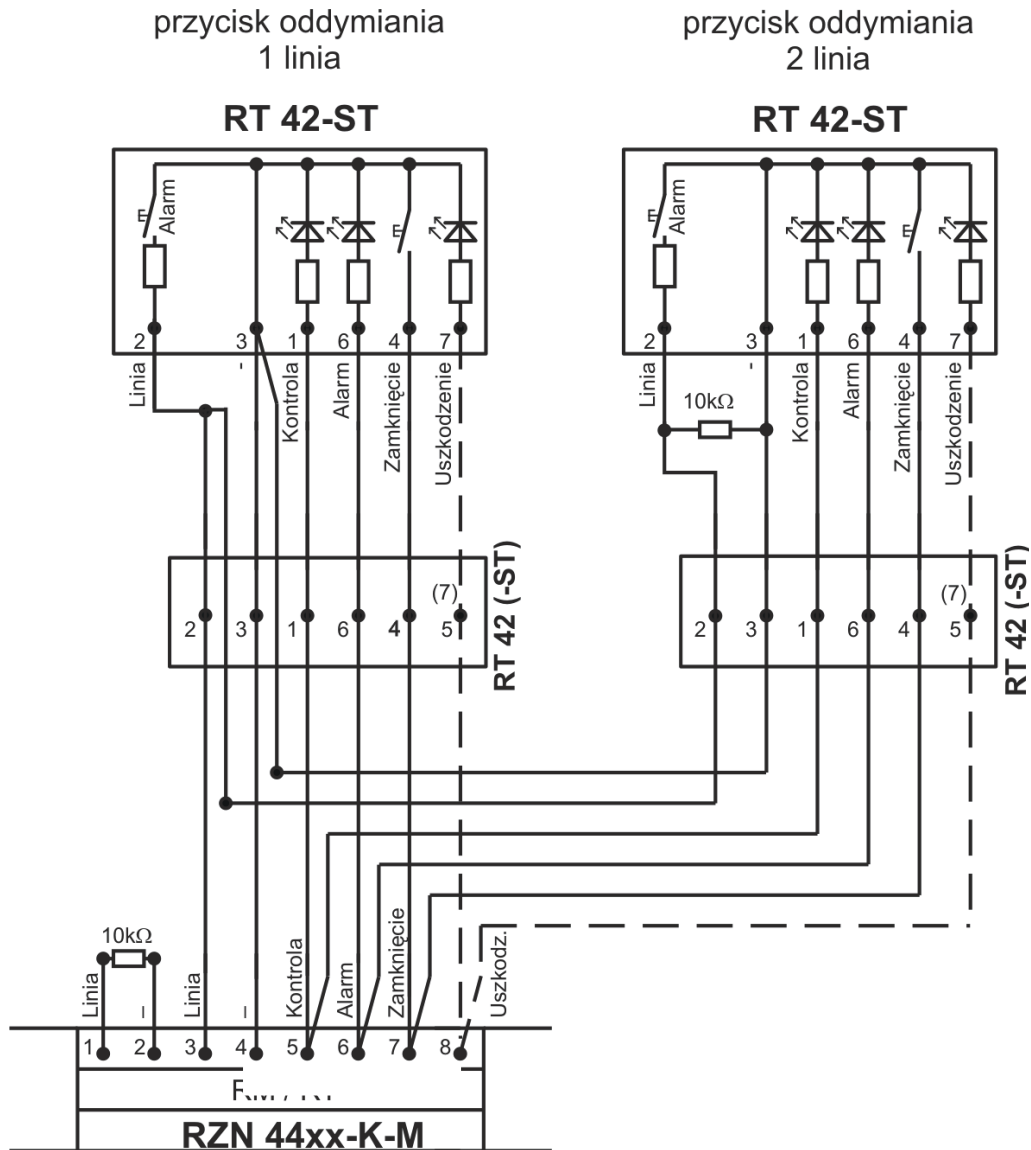 przycisk oddymiania
1 linia
przycisk oddymiania
2 linia
RT 42-ST
RT 42-ST
E
Alarm
E
E
Alarm
E
2
3
1
6
4
7
2
3
1
6
4
7
Linia
-
Kontrola
Alarm
Zamknięcie
Uszkodzenie
Linia
-
Kontrola
Alarm
Zamknięcie
Uszkodzenie
10kΩ
2
3
1
6
4
(7)
5
RT 42 (-ST)
2
3
1
6
4
(7)
5
RT 42 (-ST)
10kΩ
Linia
–
Linia
–
Kontrola
Alarm
Zamknięcie
Uszkodz.
1
2
3
4
5
6
7
8
RZN 44xx-K-M